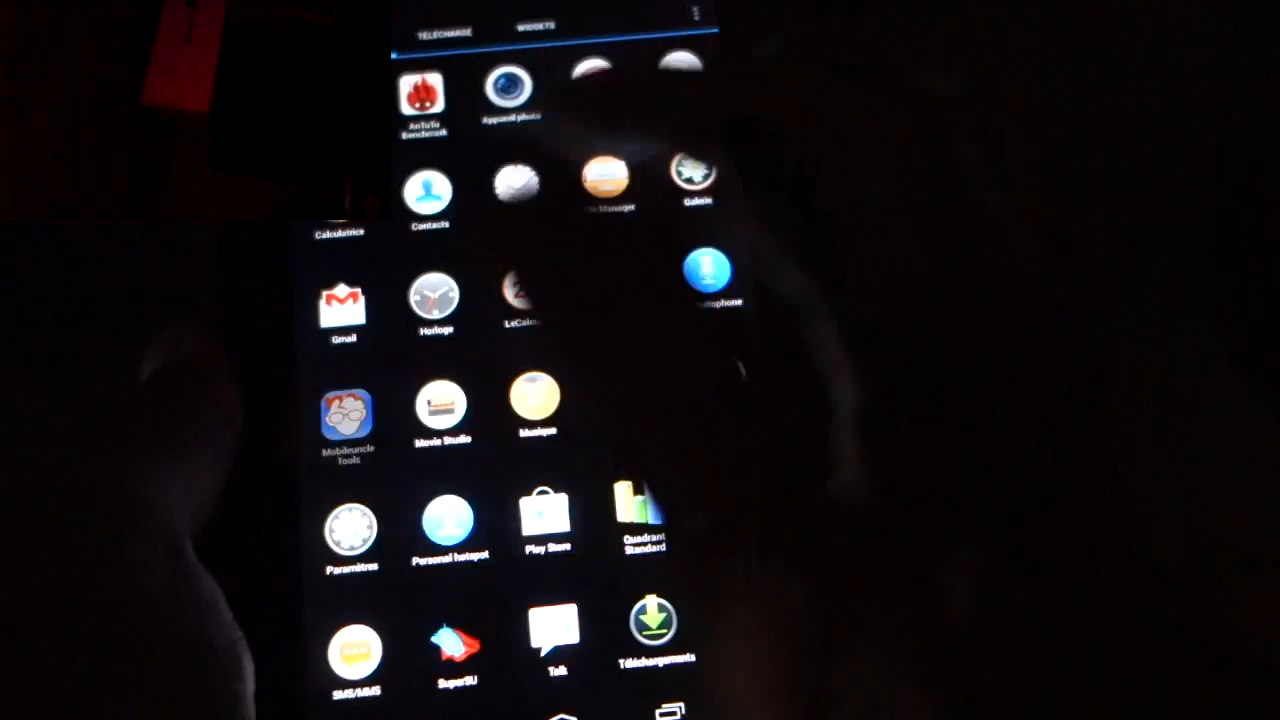 TÉLÉCHARGÉ WIDGETS
AnTuTu
Benchmark
Appareil photo
Contacts
Manager
Galerie
Calculatrice
Gmail
Horloge
Mobileuncle
Tools
Movie Studio
Musique
Paramètres
Personal hotspot
Play Store
Quadrant
Standard
SMS/MMS
SuperSU
Talk
Téléchargements